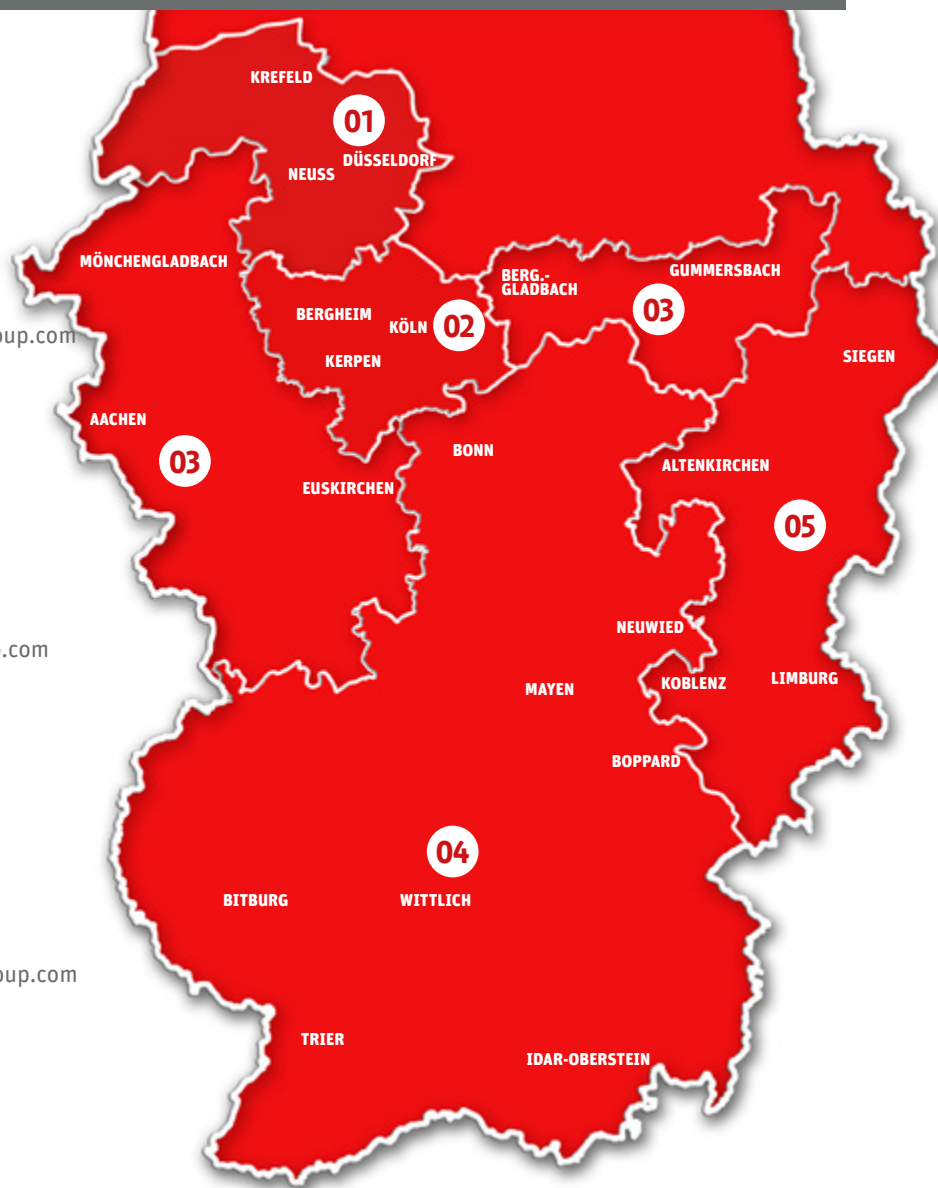 KREFELD
01
DÜSSELDORF
NEUSS
MÖNCHENGLADBACH
BERG.-
GLADBACH
GUMMERSBACH
BERGHEIM
KÖLN
02
03
oup.com
KERPEN
SIEGEN
AACHEN
03
BONN
ALTENKIRCHEN
EUSKIRCHEN
05
NEUWIED
.com
MAYEN
KOBLENZ
LIMBURG
BOPPARD
04
BITBURG
WITTLICH
oup.com
TRIER
IDAR-OBERSTEIN